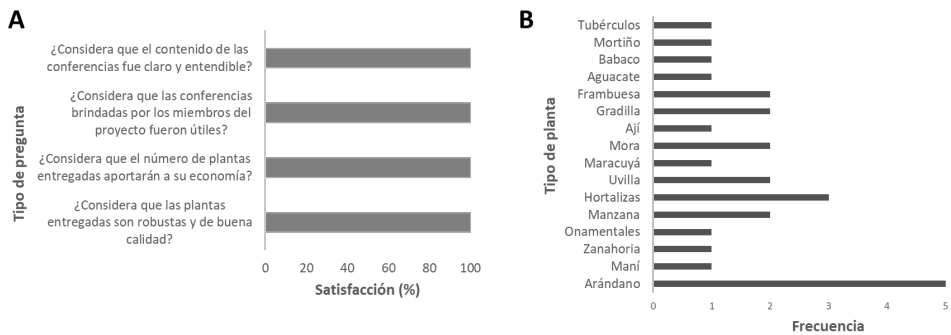 A
Tipo de pregunta
¿Considera que el contenido de las
conferencias fue claro y entendible?
¿Considera que las conferencias
brindadas por los miembros del
proyecto fueron útiles?
¿Considera que el número de plantas
entregadas aportarán a su economía?
¿Considera que las plantas
entregadas son robustas y de buena
calidad?
0 20 40 60 80 100
Satisfacción (%)
B
Tipo de planta
Tubérculos
Mortiño
Babaco
Aguacate
Frambuesa
Gradilla
Ají
Mora
Maracuyá
Uvilla
Hortalizas
Manzana
Onamentales
Zanahoria
Maní
Arándano
0 1 2 3 4 5
Frecuencia